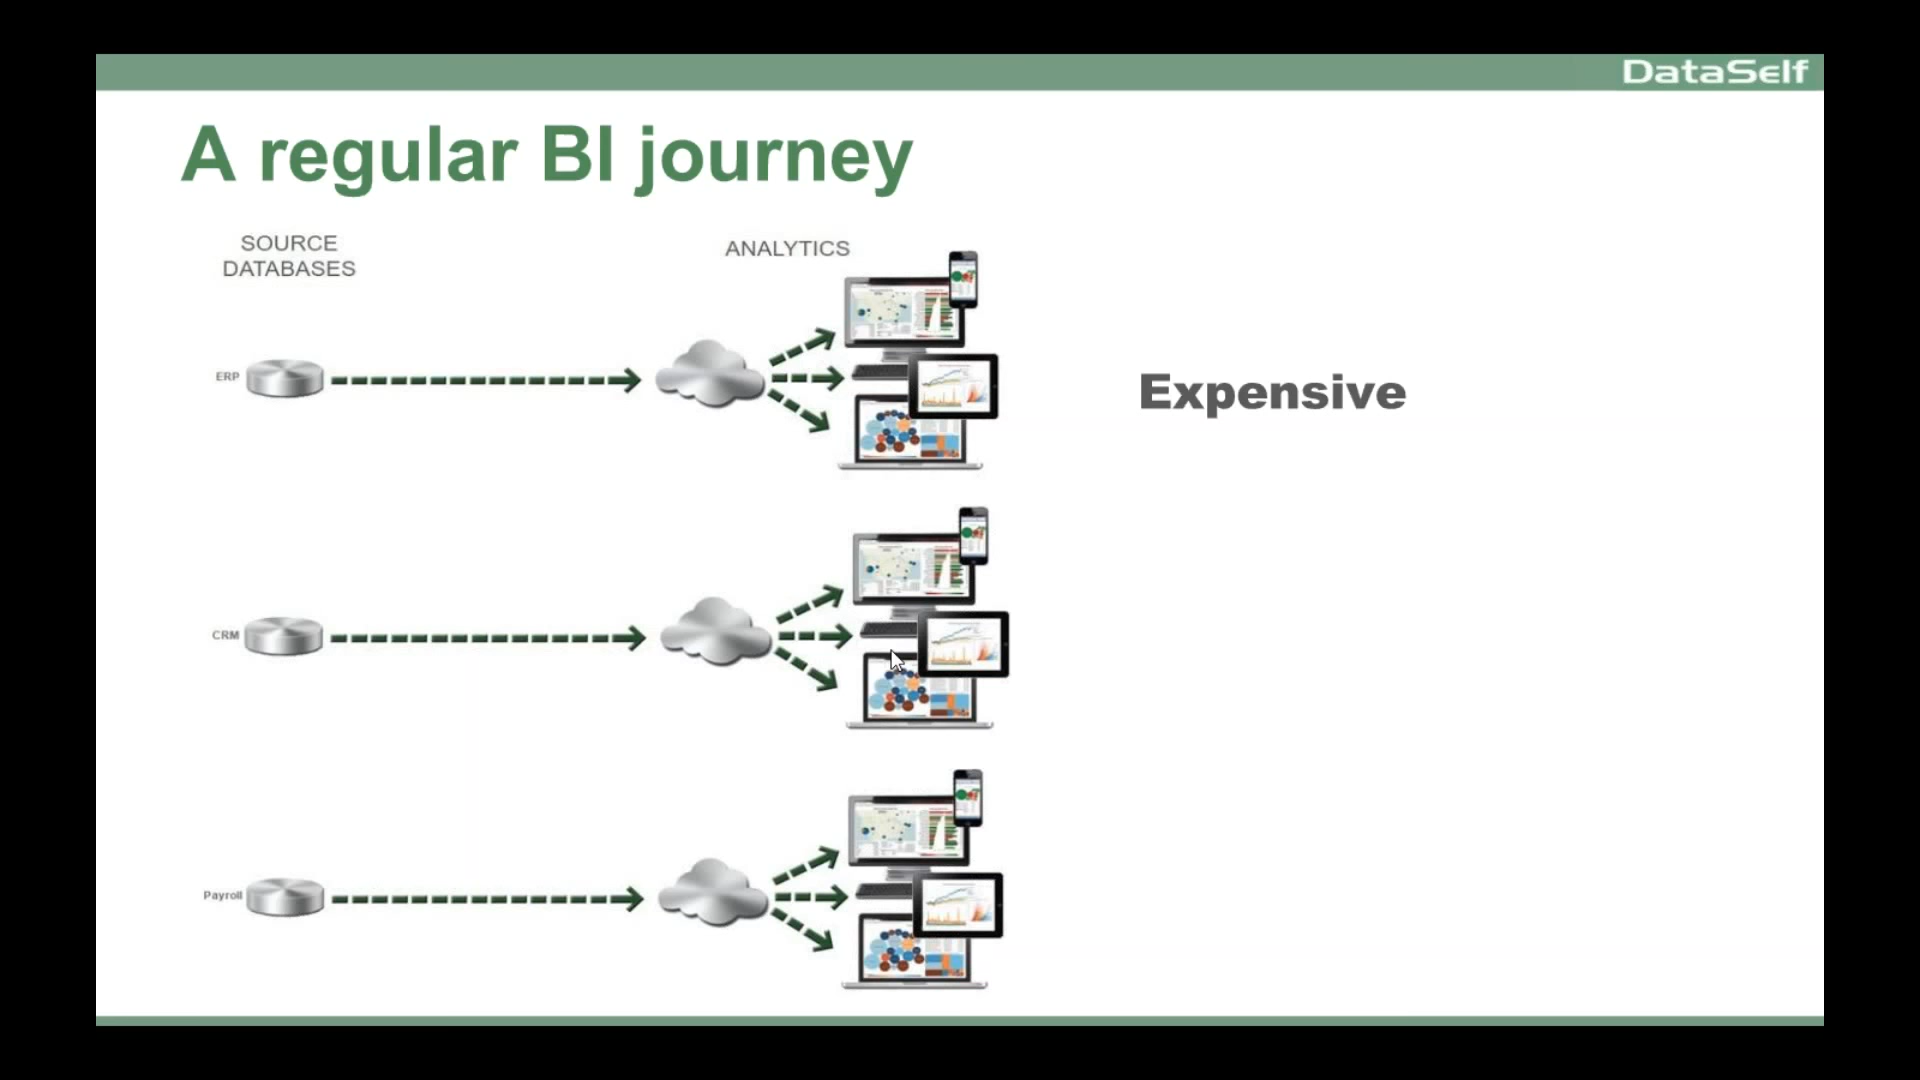 DataSelf
A regular BI journey
SOURCE
DATABASES
ANALYTICS
ERP
Expensive
CRM
Payroll